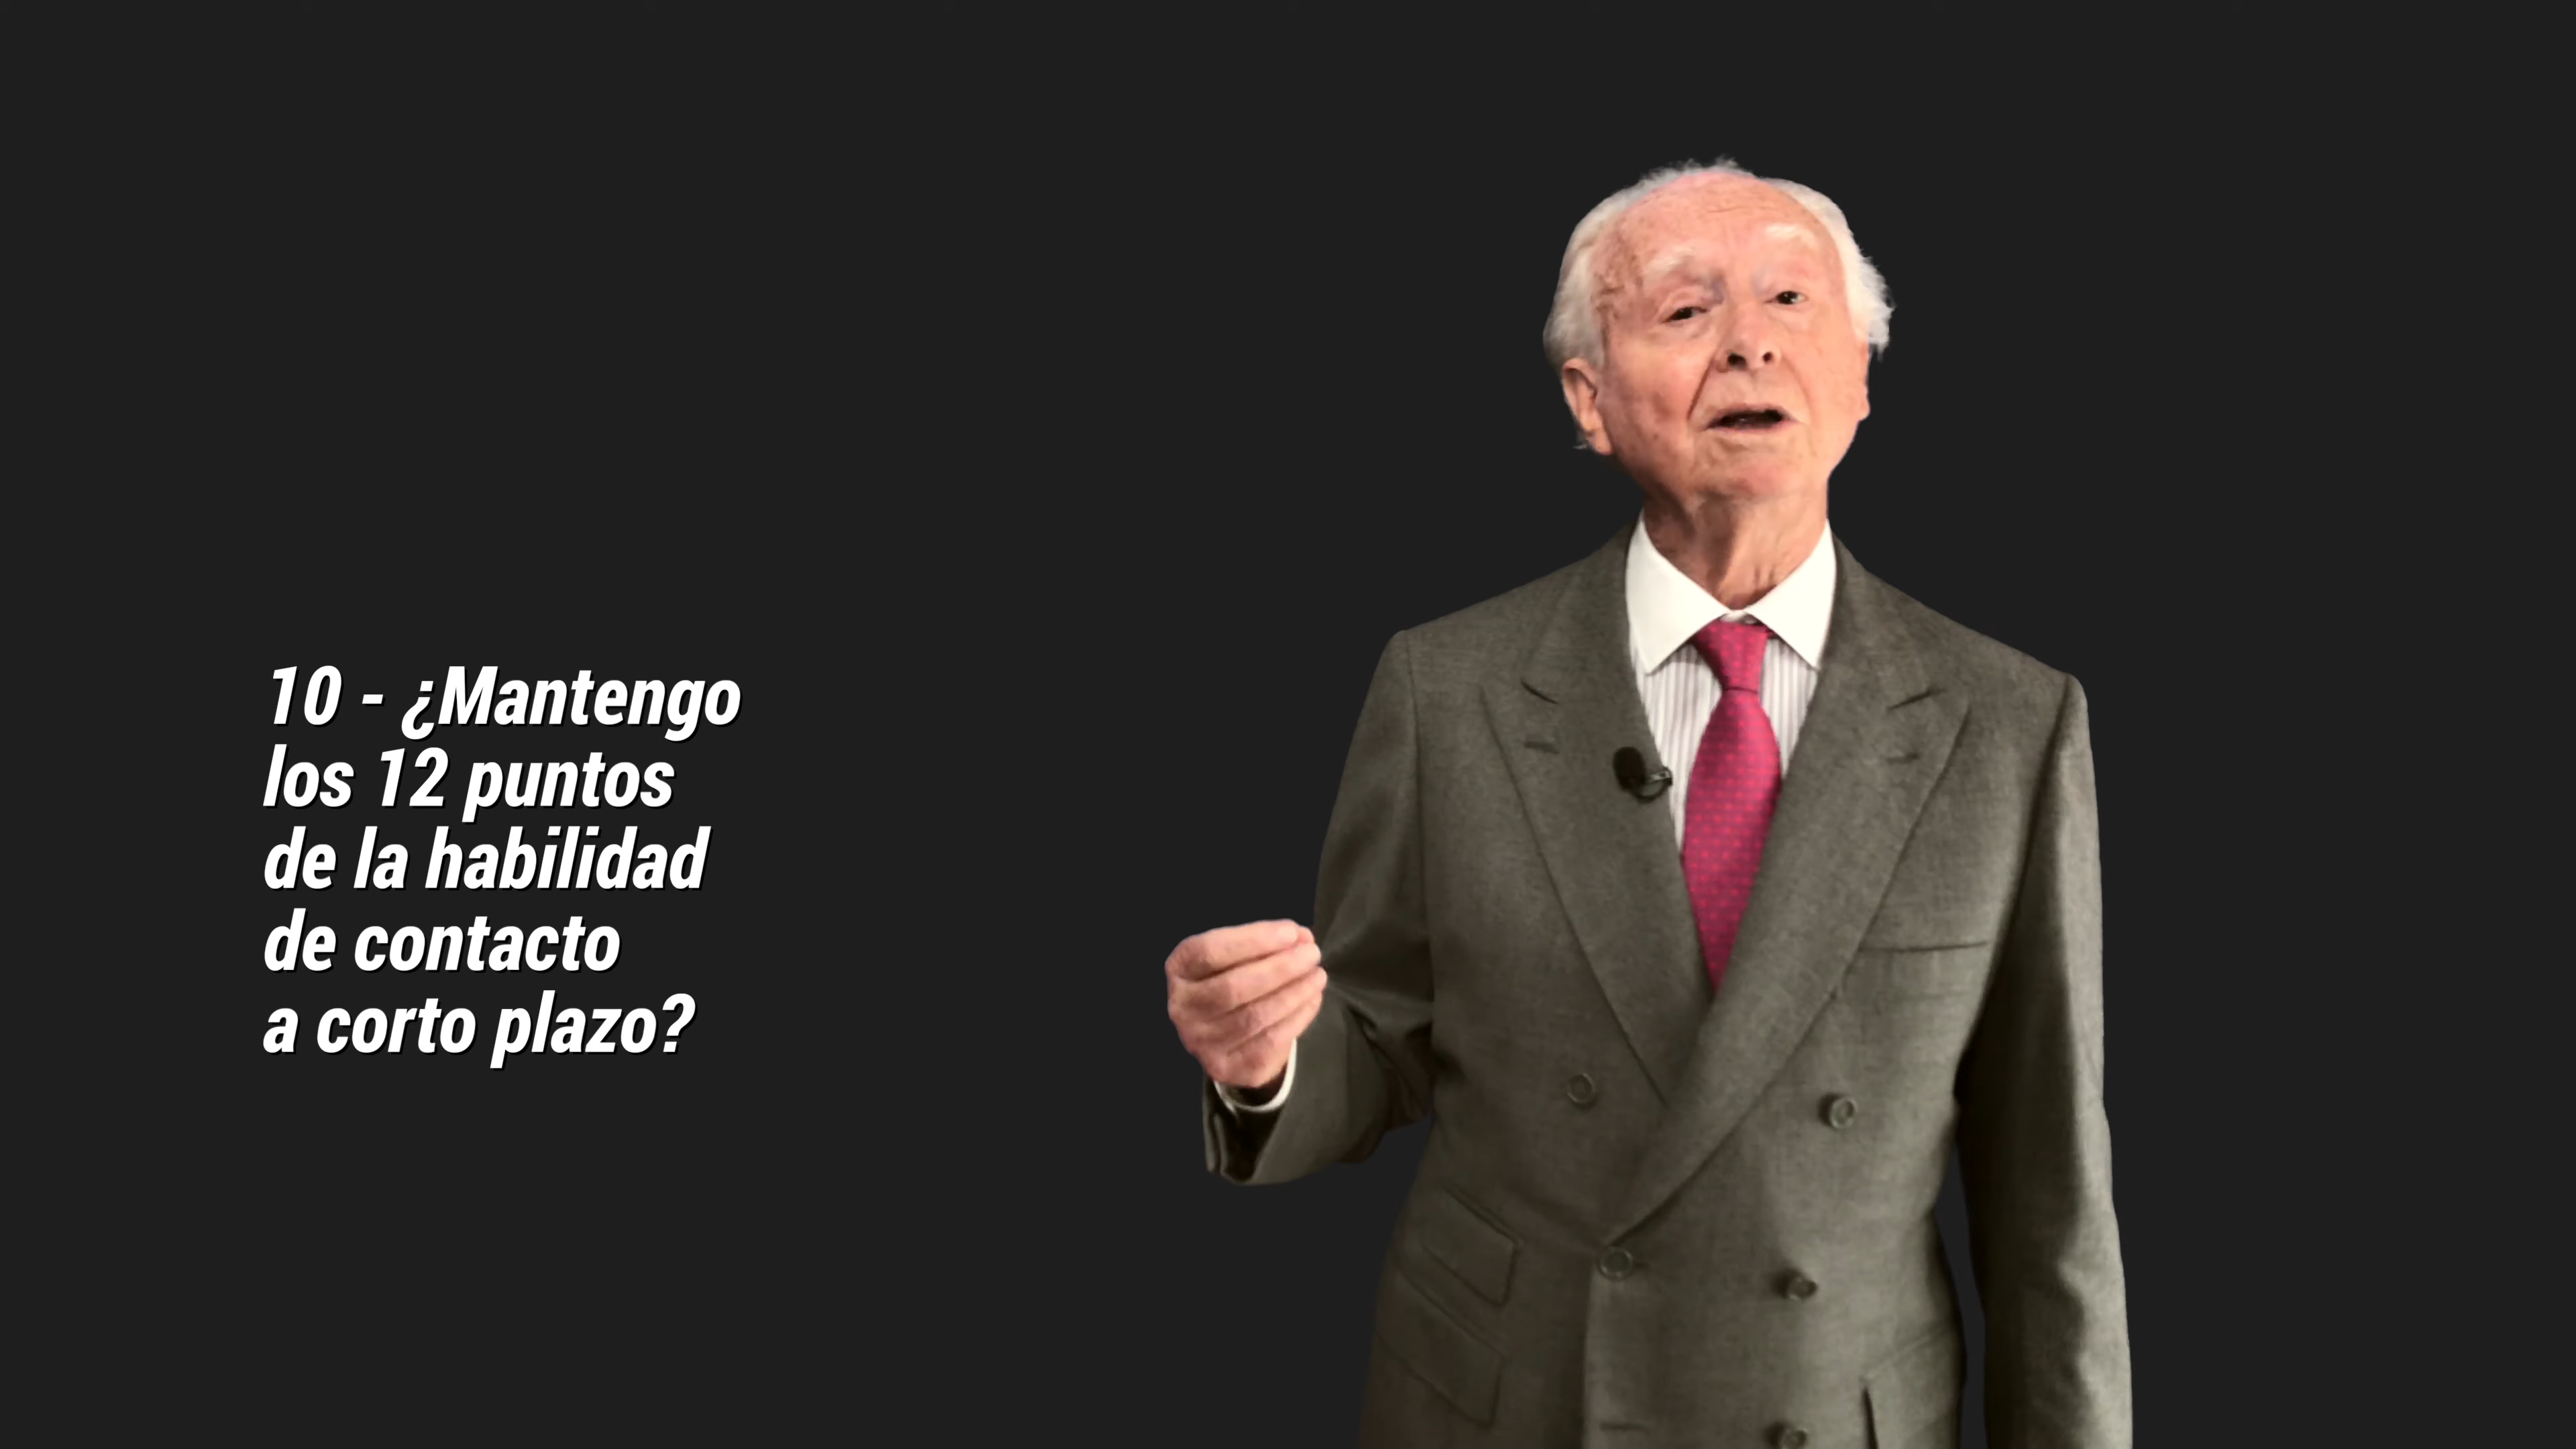 10 - ¿Mantengo
los 12 puntos
de la habilidad
de contacto
a corto plazo?